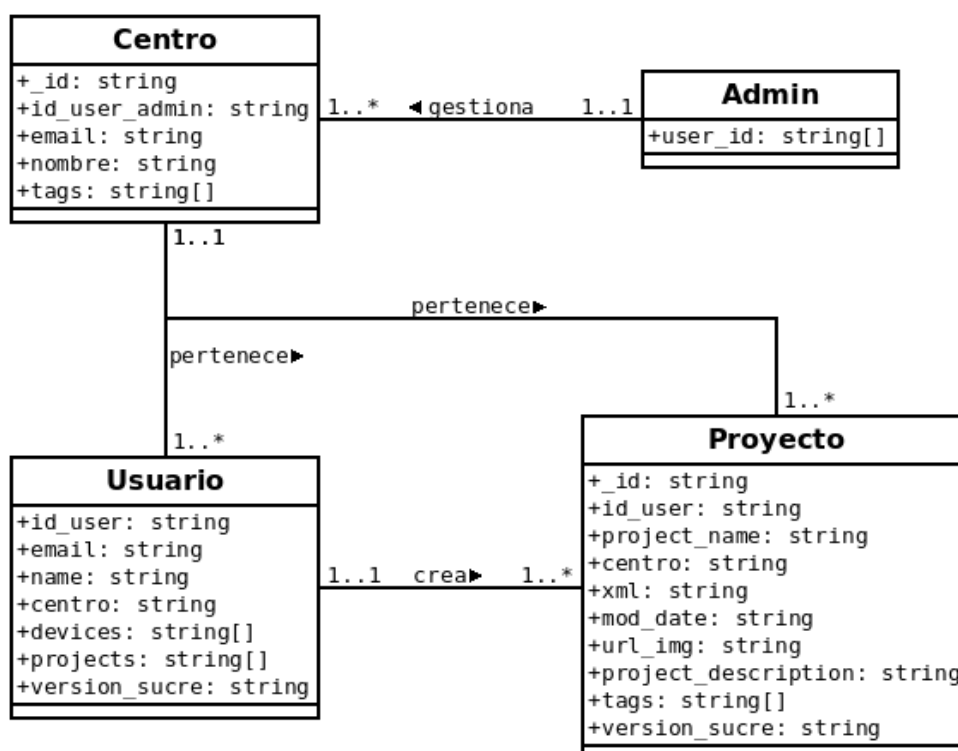 Centro
+_id: string
+id_user_admin: string
+email: string
+nombre: string
+tags: string[]
1..* ◄gestiona 1..1
Admin
+user_id: string[]
1..1
pertenece►
pertenece►
1..*
1..*
Usuario
+id_user: string
+email: string
+name: string
+centro: string
+devices: string[]
+projects: string[]
+version_sucre: string
1..1 crea► 1..*
Proyecto
+_id: string
+id_user: string
+project_name: string
+centro: string
+xml: string
+mod_date: string
+url_img: string
+project_description: string
+tags: string[]
+version_sucre: string